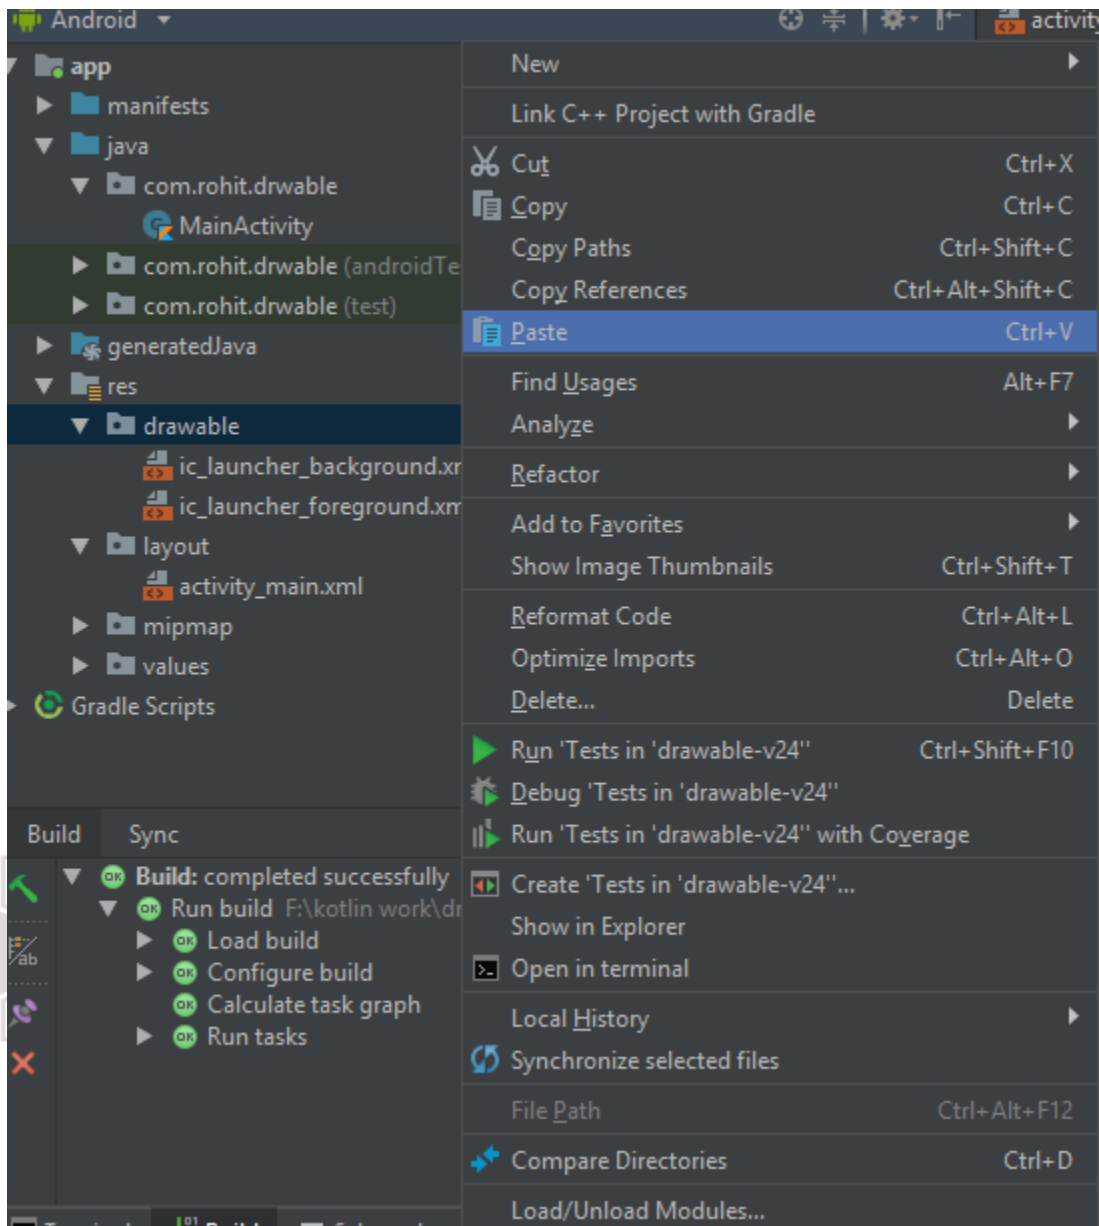 Android
activity
app
manifests
java
com.rohit.drwable
MainActivity
com.rohit.drwable (androidTe
com.rohit.drwable (test)
generatedJava
res
drawable
ic_launcher_background.xr
ic_launcher_foreground.xm
layout
activity_main.xml
mipmap
values
Gradle Scripts
New
Link C++ Project with Gradle
Cut Ctrl+X
Copy Ctrl+C
Copy Paths Ctrl+Shift+C
Copy References Ctrl+Alt+Shift+C
Paste Ctrl+V
Find Usages Alt+F7
Analyze
Refactor
Add to Favorites
Show Image Thumbnails Ctrl+Shift+T
Reformat Code Ctrl+Alt+L
Optimize Imports Ctrl+Alt+O
Delete... Delete
Run 'Tests in 'drawable-v24'' Ctrl+Shift+F10
Debug 'Tests in 'drawable-v24''
Run 'Tests in 'drawable-v24'' with Coverage
Create 'Tests in 'drawable-v24''...
Show in Explorer
Open in terminal
Local History
Synchronize selected files
File Path Ctrl+Alt+F12
Compare Directories Ctrl+D
Load/Unload Modules...
Build Sync
Build: completed successfully
Run build F:\kotlin work\dr
OK Load build
OK Configure build
OK Calculate task graph
OK Run tasks